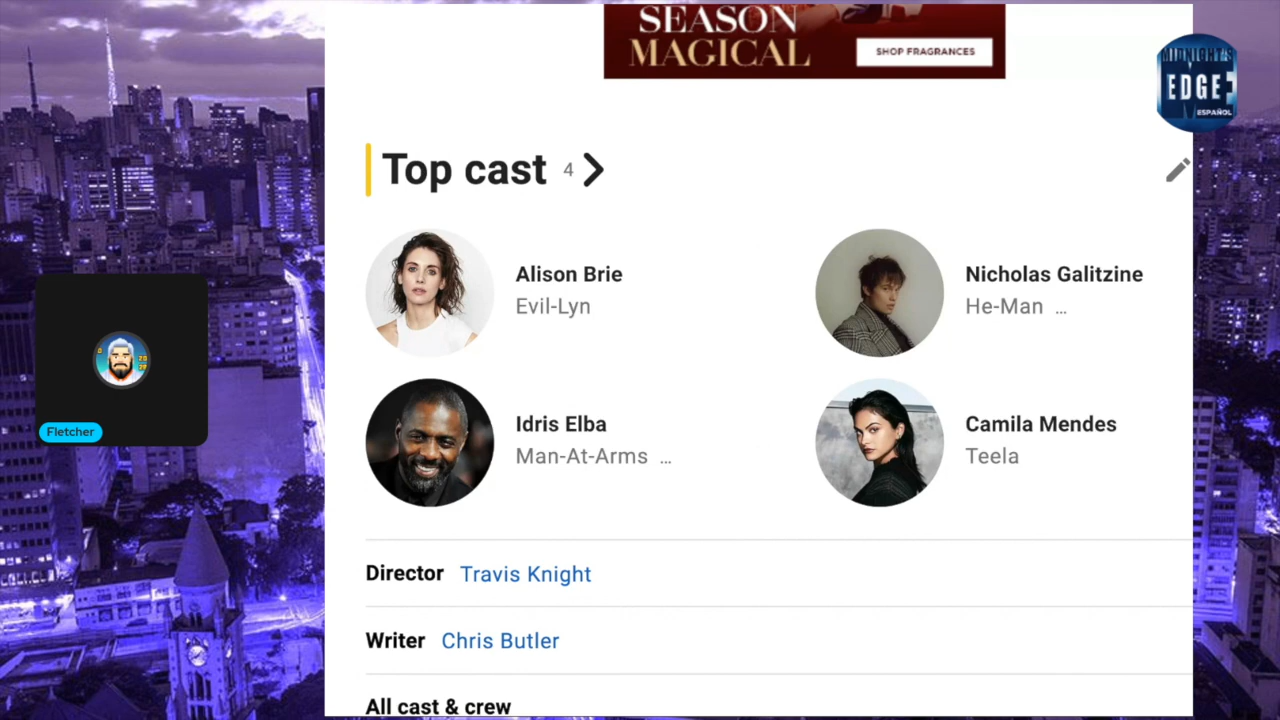 SEASON
MAGICAL
SHOP FRAGRANCES
MIDNIGHT'S
EDGE
ESPAÑOL
Top cast 4
Alison Brie
Evil-Lyn
Nicholas Galitzine
He-Man ...
Idris Elba
Man-At-Arms ...
Camila Mendes
Teela
Fletcher
Director Travis Knight
Writer Chris Butler
All cast & crew